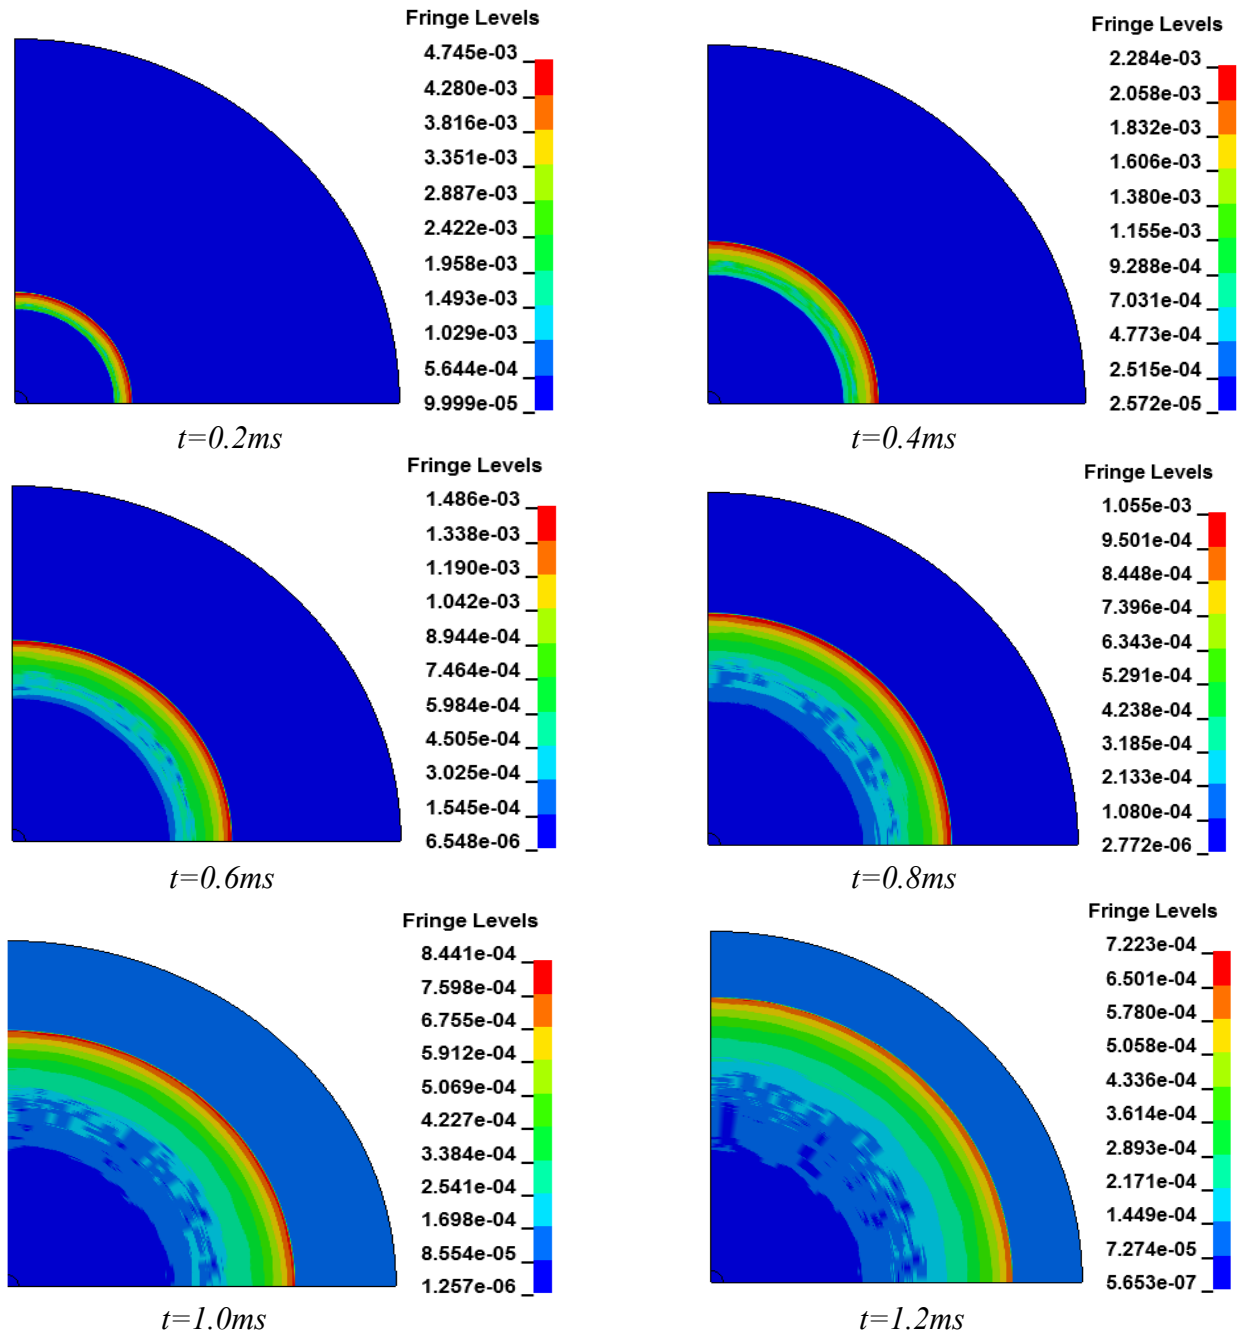 Fringe Levels
4.745e-03
4.280e-03
3.816e-03
3.351e-03
2.887e-03
2.422e-03
1.958e-03
1.493e-03
1.029e-03
5.644e-04
9.999e-05
t=0.2ms
Fringe Levels
2.284e-03
2.058e-03
1.832e-03
1.606e-03
1.380e-03
1.155e-03
9.288e-04
7.031e-04
4.773e-04
2.515e-04
2.572e-05
t=0.4ms
Fringe Levels
1.486e-03
1.338e-03
1.190e-03
1.042e-03
8.944e-04
7.464e-04
5.984e-04
4.505e-04
3.025e-04
1.545e-04
6.548e-06
t=0.6ms
Fringe Levels
1.055e-03
9.501e-04
8.448e-04
7.396e-04
6.343e-04
5.291e-04
4.238e-04
3.185e-04
2.133e-04
1.080e-04
2.772e-06
t=0.8ms
Fringe Levels
8.441e-04
7.598e-04
6.755e-04
5.912e-04
5.069e-04
4.227e-04
3.384e-04
2.541e-04
1.698e-04
8.554e-05
1.257e-06
t=1.0ms
Fringe Levels
7.223e-04
6.501e-04
5.780e-04
5.058e-04
4.336e-04
3.614e-04
2.893e-04
2.171e-04
1.449e-04
7.274e-05
5.653e-07
t=1.2ms